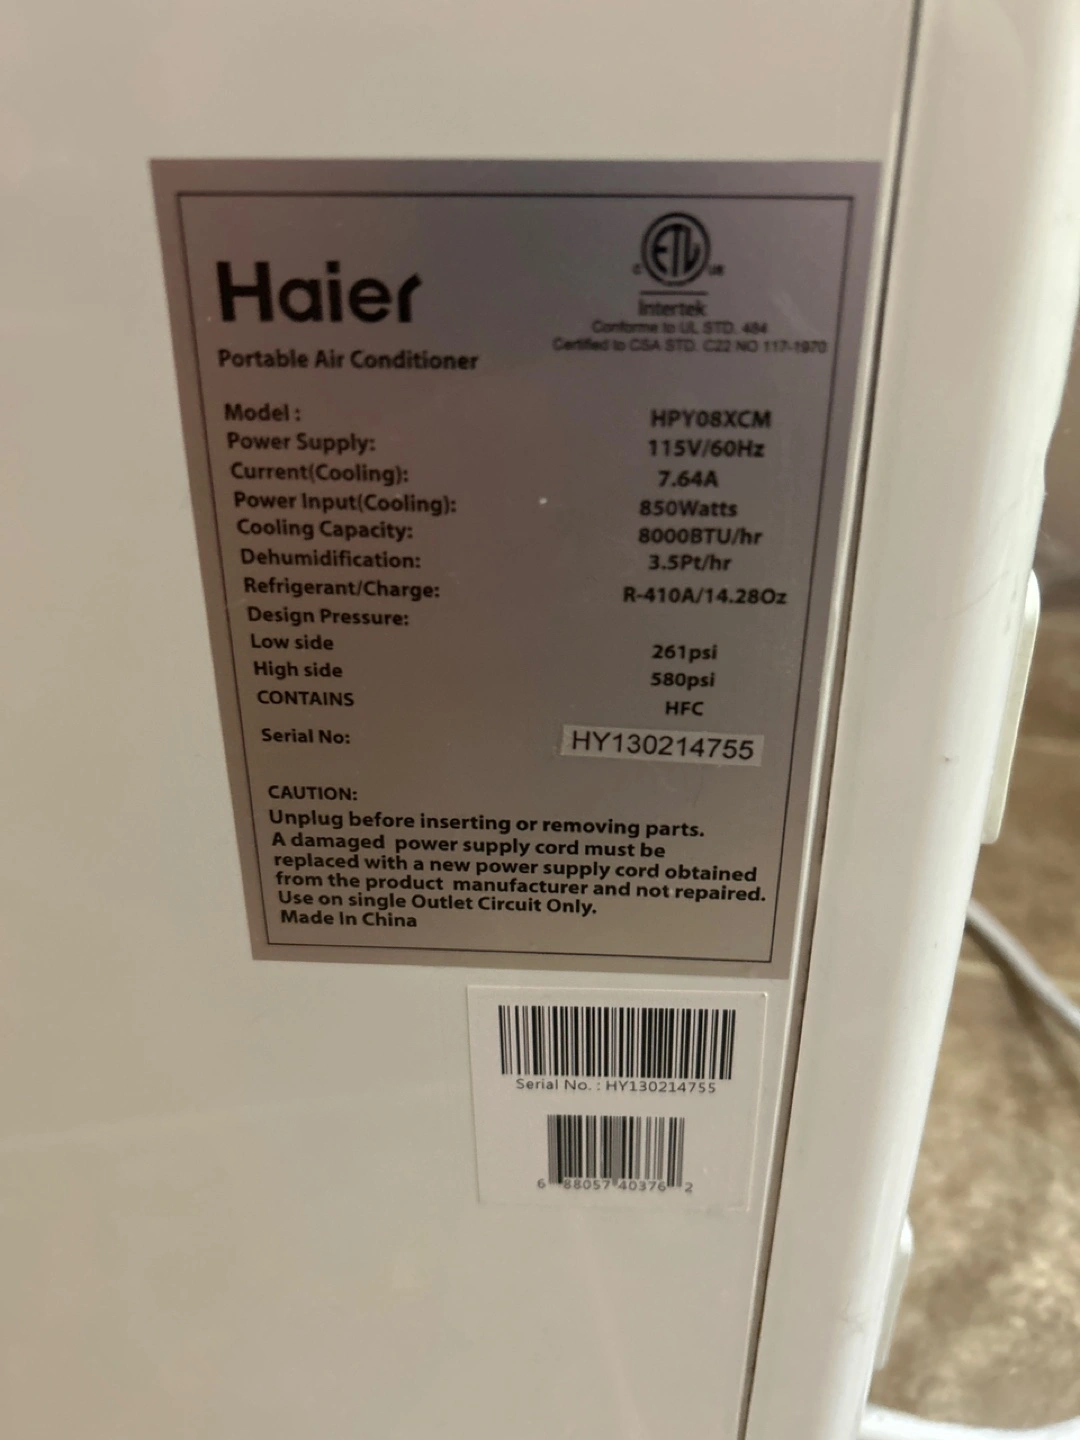 Haier
ETL
C US
Intertek
Conforms to UL STD. 484
Certified to CSA STD. C22 NO 117-1970
Portable Air Conditioner
Model : HPY08XCM
Power Supply: 115V/60Hz
Current(Cooling): 7.64A
Power Input(Cooling): 850Watts
Cooling Capacity: 8000BTU/hr
Dehumidification: 3.5Pt/hr
Refrigerant/Charge: R-410A/14.28Oz
Design Pressure:
Low side 261psi
High side 580psi
CONTAINS HFC
Serial No: HY130214755
CAUTION:
Unplug before inserting or removing parts.
A damaged power supply cord must be
replaced with a new power supply cord obtained
from the product manufacturer and not repaired.
Use on single Outlet Circuit Only.
Made In China
Serial No. : HY130214755
6 88057 40376 2